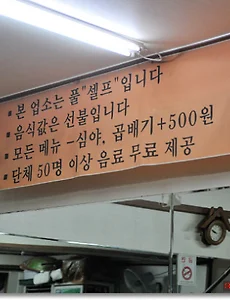 본 업소는 풀"셀프"입니다
음식값은 선불입니다
모든 메뉴 -심야, 곱배기+500원
단체 50명 이상 음료 무료 제공